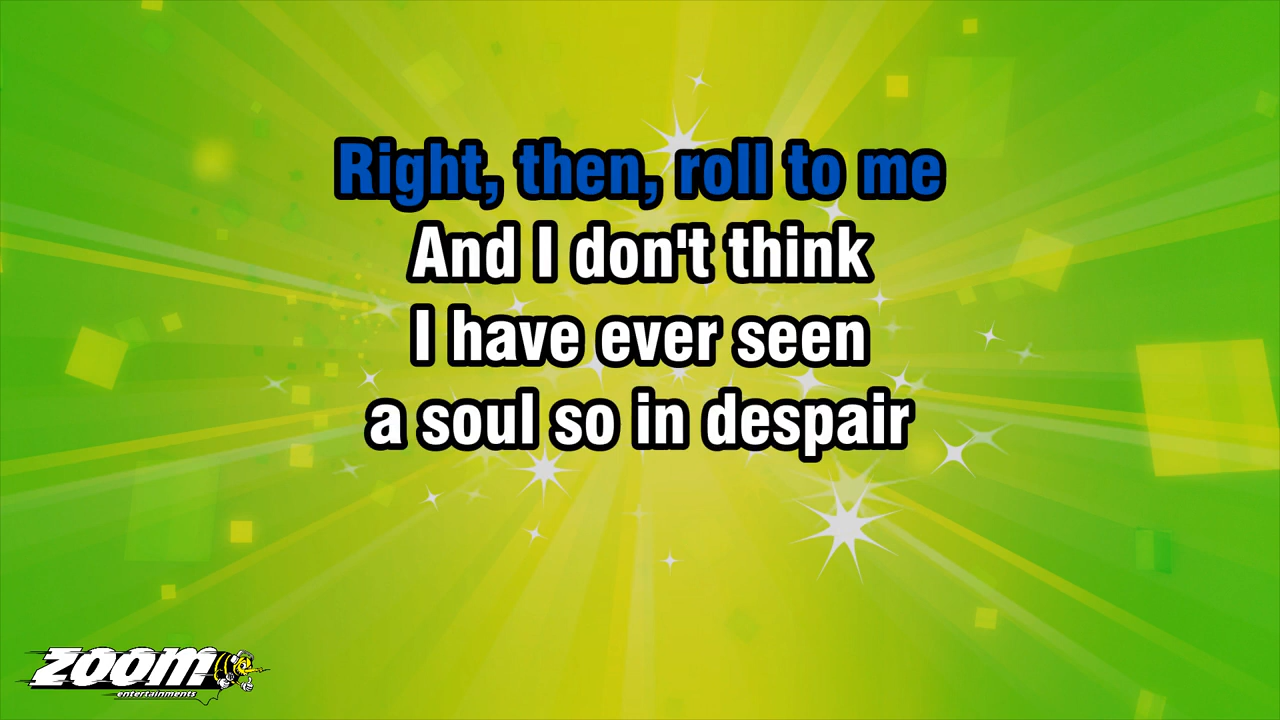 Right, then, roll to me
And I don't think
I have ever seen
a soul so in despair
zoom
entertainments